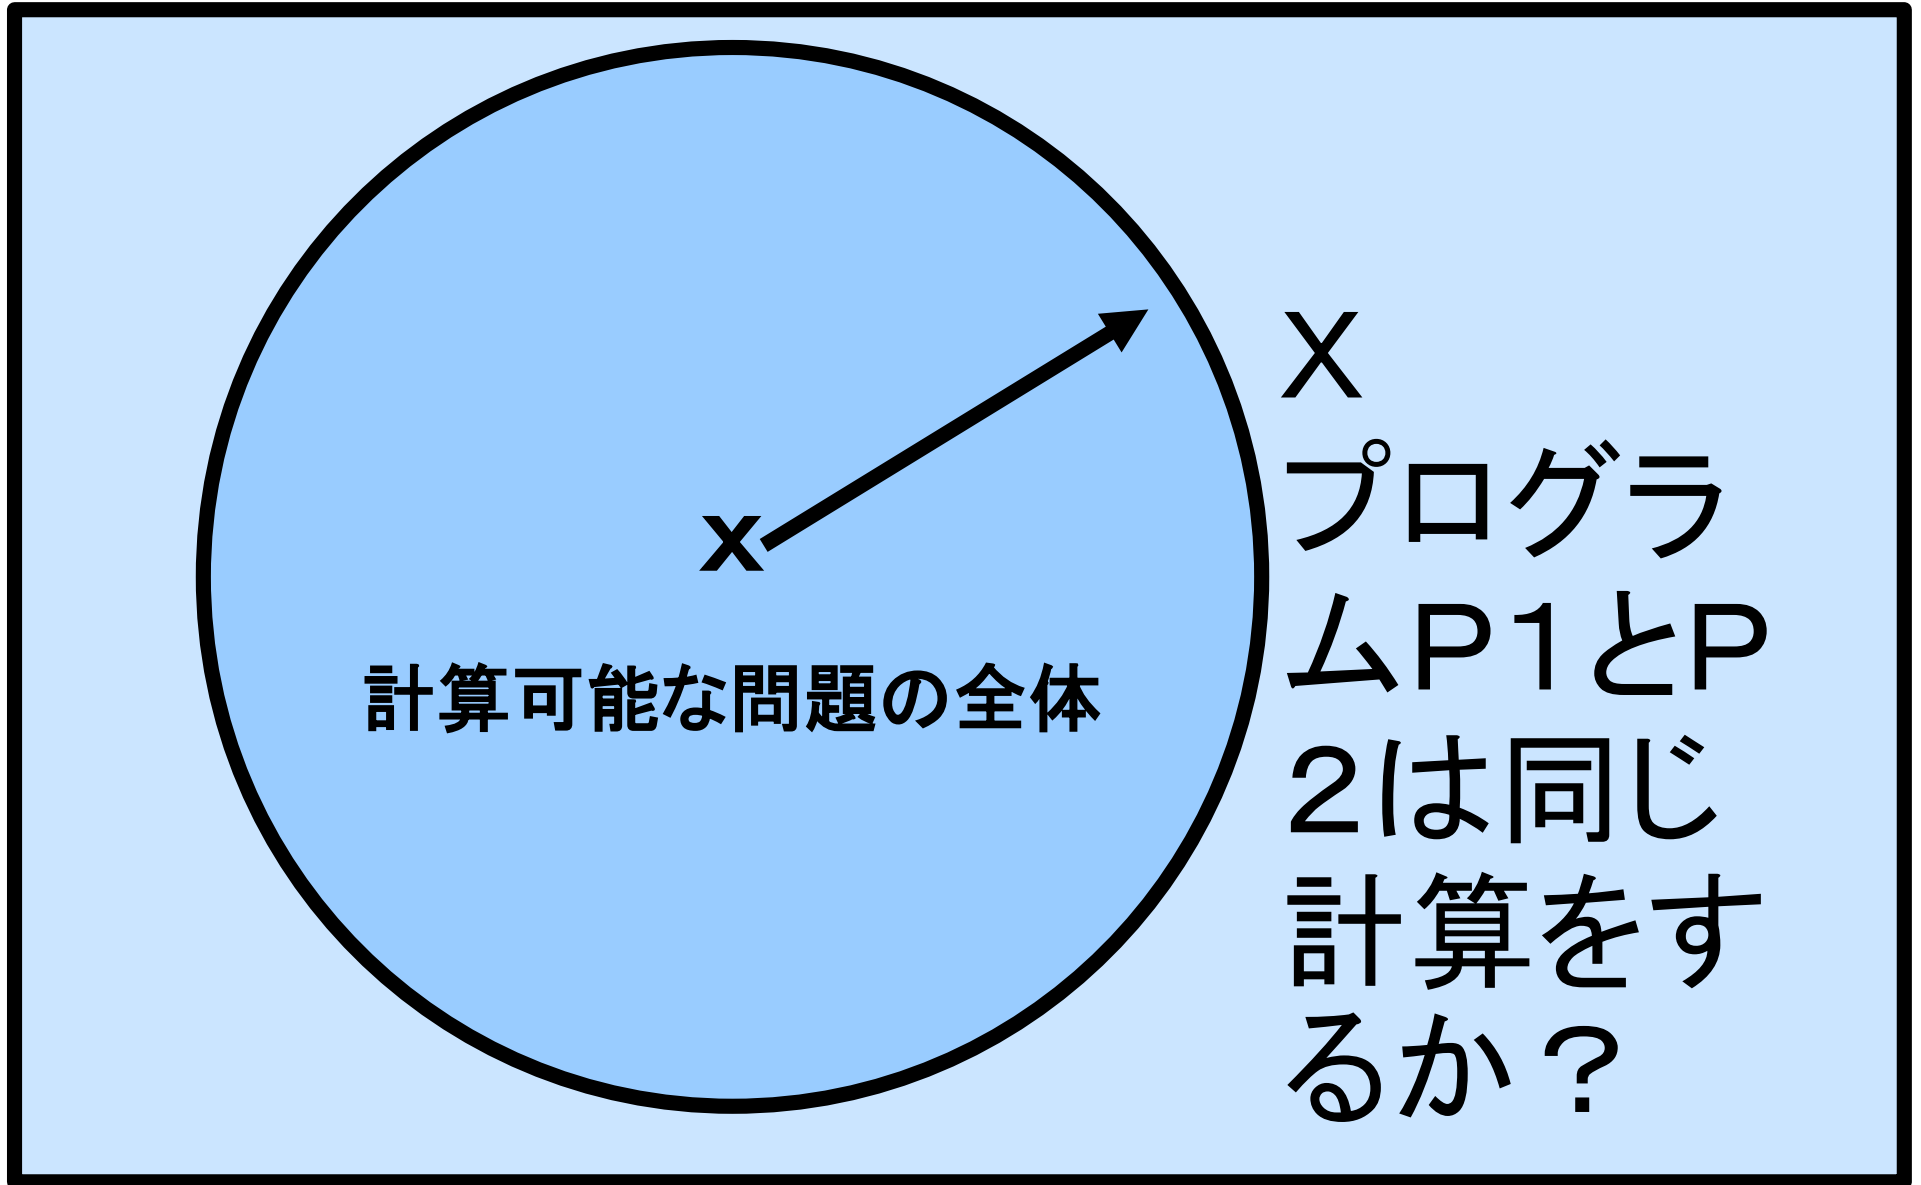 X
プログラ
ムP1とP
2は同じ
計算をす
るか?
x
計算可能な問題の全体